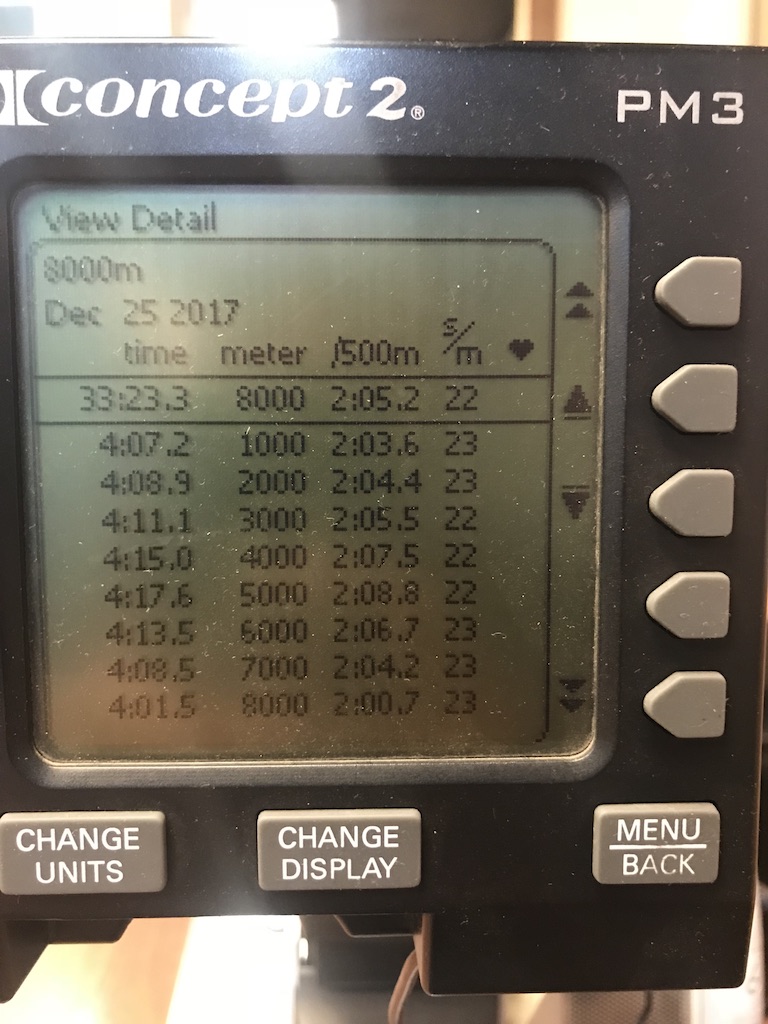 concept 2®
PM3
View Detail
8000m
Dec 25 2017
time meter /500m s/m ♥
33:23.3 8000 2:05.2 22
4:07.2 1000 2:03.6 23
4:08.9 2000 2:04.4 23
4:11.1 3000 2:05.5 22
4:15.0 4000 2:07.5 22
4:17.6 5000 2:08.8 22
4:13.5 6000 2:06.7 23
4:08.5 7000 2:04.2 23
4:01.5 8000 2:00.7 23
CHANGE
UNITS
CHANGE
DISPLAY
MENU
BACK